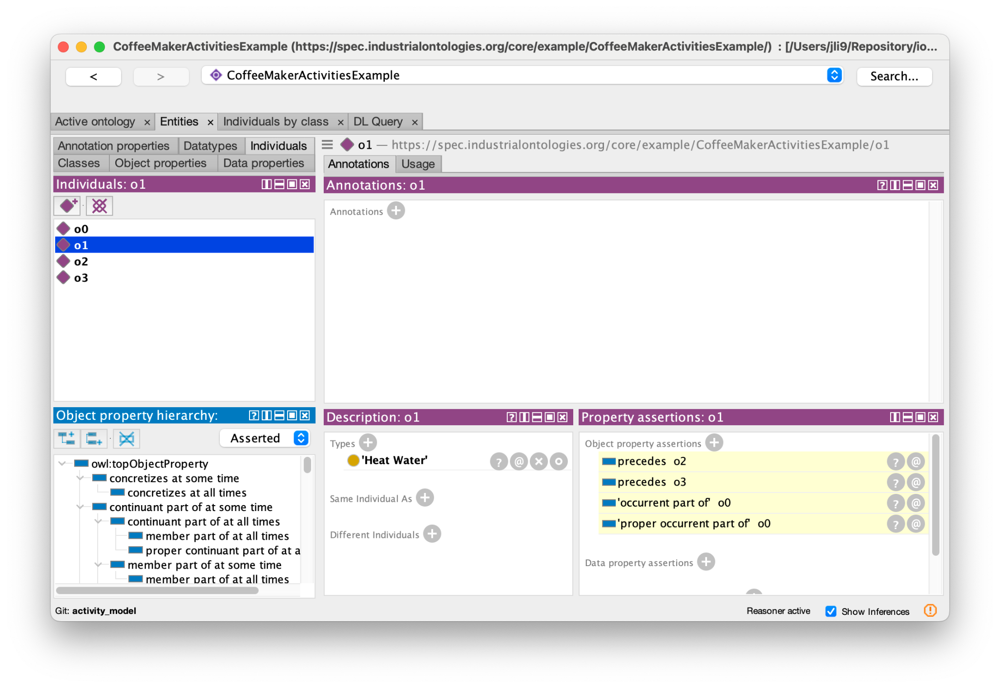 CoffeeMakerActivitiesExample (https://spec.industrialontologies.org/core/example/CoffeeMakerActivitiesExample/) : [/Users/jli9/Repository/io...
< > CoffeeMakerActivitiesExample Search...
Active ontology × Entities × Individuals by class × DL Query ×
Annotation properties Datatypes Individuals
Classes Object properties Data properties
Individuals: o1
o0
o1
o2
o3
Object property hierarchy:
Asserted
owl:topObjectProperty
concretizes at some time
concretizes at all times
continuant part of at some time
continuant part of at all times
member part of at all times
proper continuant part of at a
member part of at some time
member part of at all times
o1 — https://spec.industrialontologies.org/core/example/CoffeeMakerActivitiesExample/o1
Annotations Usage
Annotations: o1
Annotations
Description: o1
Types
'Heat Water'
Same Individual As
Different Individuals
Property assertions: o1
Object property assertions
precedes o2
precedes o3
'occurrent part of' o0
'proper occurrent part of' o0
Data property assertions
Git: activity_model
Reasoner active Show Inferences